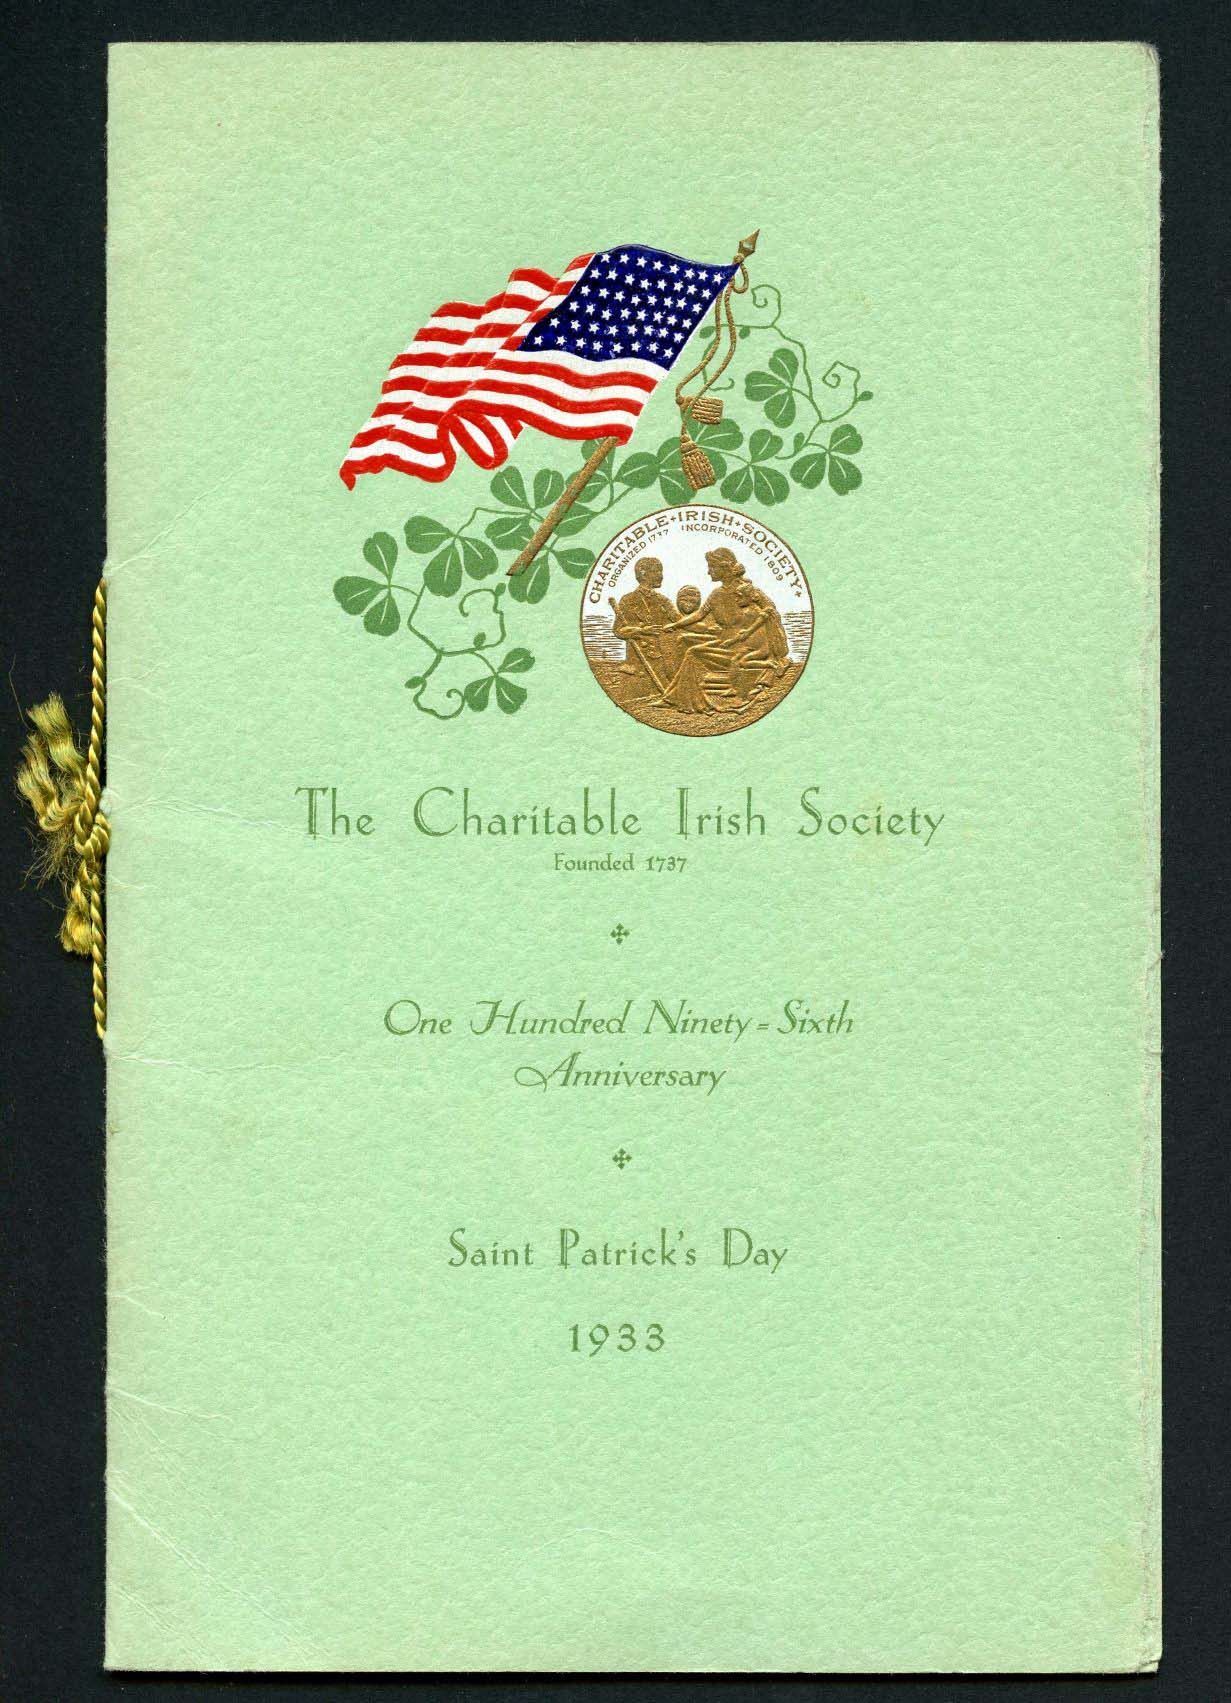 CHARITABLE + IRISH + SOCIETY +
ORGANIZED 1737 INCORPORATED 1809
The Charitable Irish Society
Founded 1737
One Hundred Ninety=Sixth
Anniversary
Saint Patrick's Day
1933